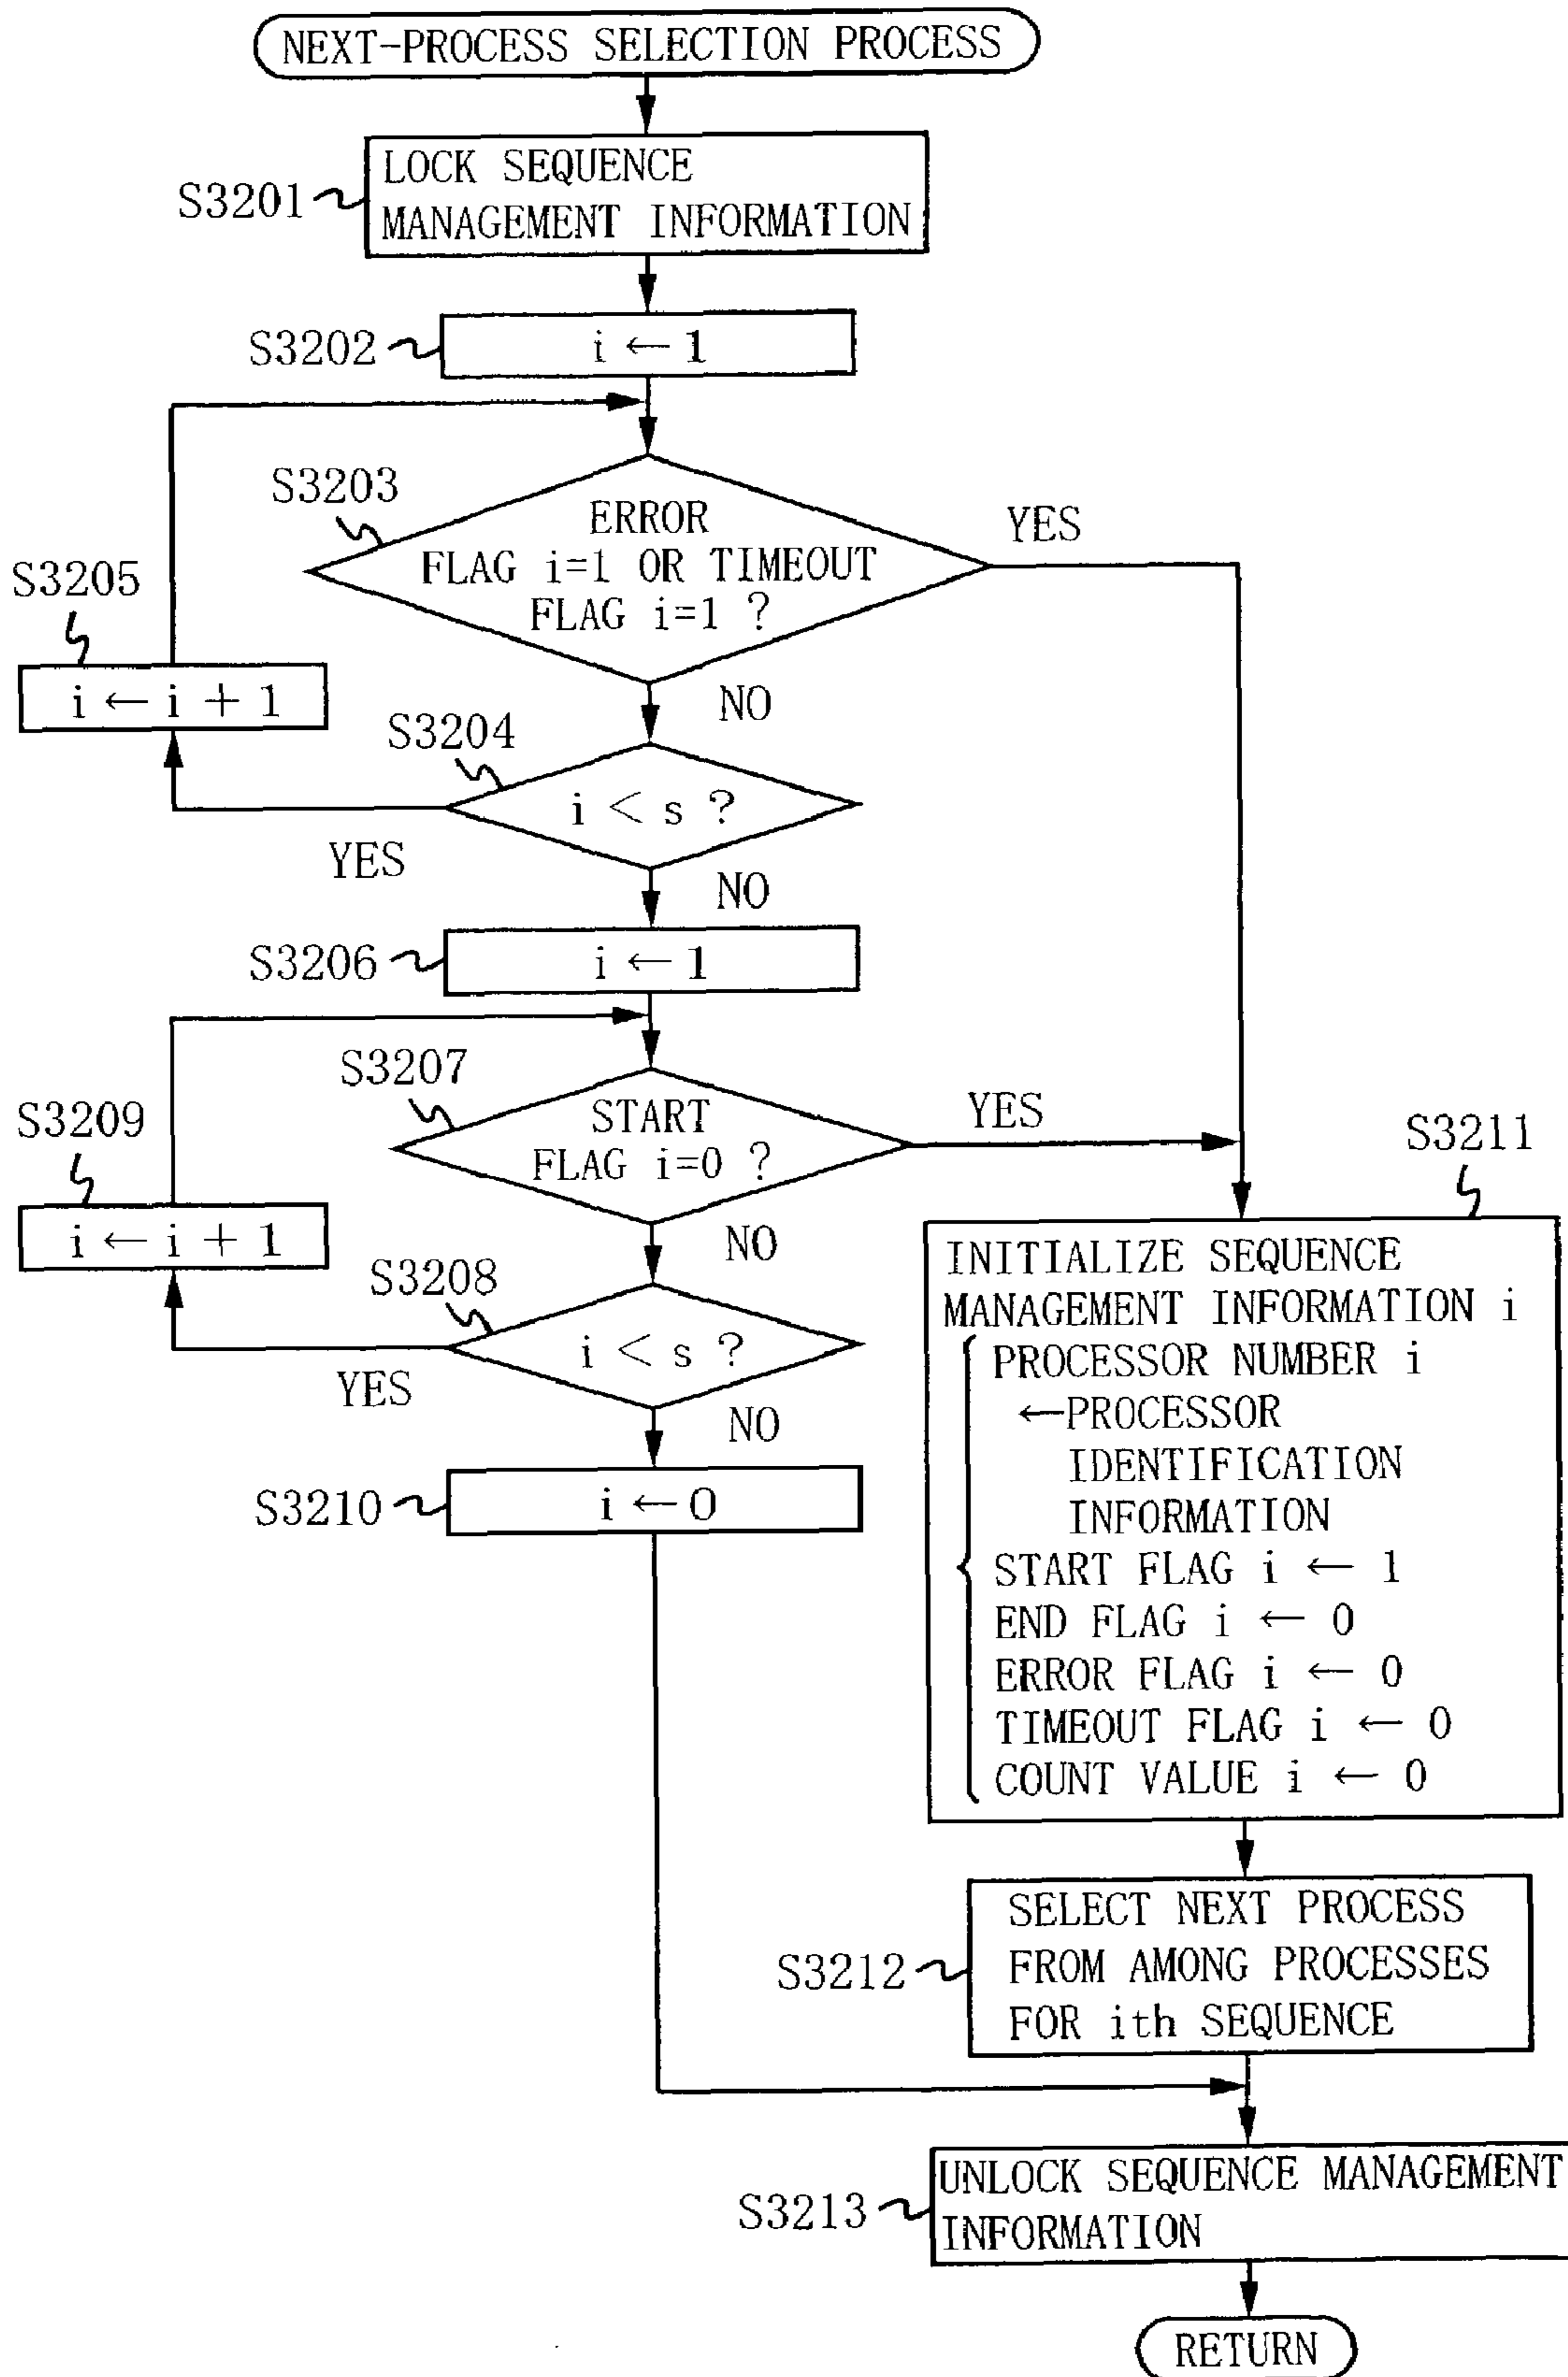 NEXT-PROCESS SELECTION PROCESS
S3201
LOCK SEQUENCE
MANAGEMENT INFORMATION
S3202
i ← 1
S3203
ERROR
FLAG i=1 OR TIMEOUT
FLAG i=1 ?
YES
NO
S3205
i ← i + 1
S3204
i < s ?
YES
NO
S3206
i ← 1
S3207
START
FLAG i=0 ?
YES
NO
S3209
i ← i + 1
S3208
i < s ?
YES
NO
S3210
i ← 0
S3211
INITIALIZE SEQUENCE
MANAGEMENT INFORMATION i
PROCESSOR NUMBER i
←PROCESSOR
IDENTIFICATION
INFORMATION
START FLAG i ← 1
END FLAG i ← 0
ERROR FLAG i ← 0
TIMEOUT FLAG i ← 0
COUNT VALUE i ← 0
S3212
SELECT NEXT PROCESS
FROM AMONG PROCESSES
FOR ith SEQUENCE
S3213
UNLOCK SEQUENCE MANAGEMENT
INFORMATION
RETURN